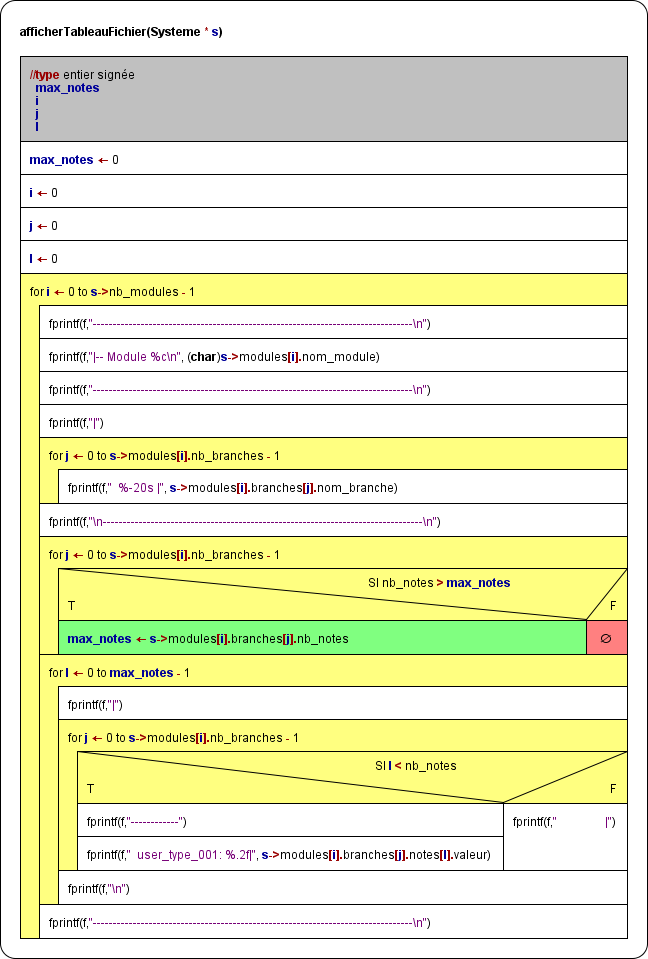 afficherTableauFichier(Systeme * s)
//type entier signée
max_notes
i
j
l
max_notes ← 0
i ← 0
j ← 0
l ← 0
for i ← 0 to s->nb_modules - 1
fprintf(f,"--------------------------------------------------------------------------------\n")
fprintf(f,"|-- Module %c\n", (char)s->modules[i].nom_module)
fprintf(f,"--------------------------------------------------------------------------------\n")
fprintf(f,"|")
for j ← 0 to s->modules[i].nb_branches - 1
fprintf(f,"  %-20s |", s->modules[i].branches[j].nom_branche)
fprintf(f,"\n--------------------------------------------------------------------------------\n")
for j ← 0 to s->modules[i].nb_branches - 1
SI nb_notes > max_notes
T F
max_notes ← s->modules[i].branches[j].nb_notes ∅
for l ← 0 to max_notes - 1
fprintf(f,"|")
for j ← 0 to s->modules[i].nb_branches - 1
SI l < nb_notes
T F
fprintf(f,"------------") fprintf(f,"               |")
fprintf(f,"  user_type_001: %.2f|", s->modules[i].branches[j].notes[l].valeur)
fprintf(f,"\n")
fprintf(f,"--------------------------------------------------------------------------------\n")